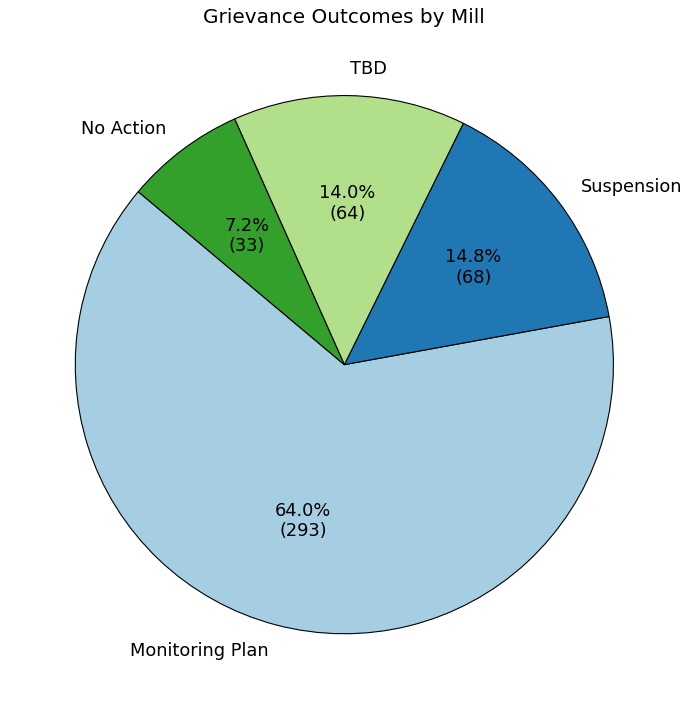 Grievance Outcomes by Mill
TBD
No Action
Suspension
14.0%
(64)
7.2%
(33)
14.8%
(68)
64.0%
(293)
Monitoring Plan